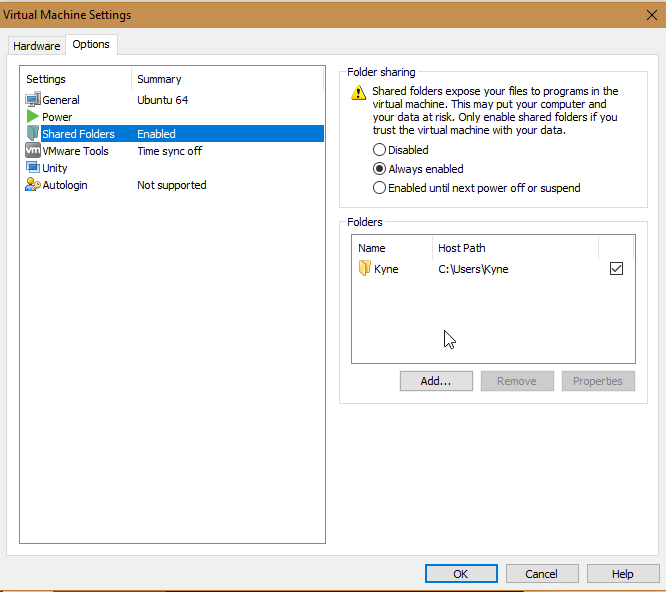 Virtual Machine Settings
Hardware Options
Settings Summary
General Ubuntu 64
Power
Shared Folders Enabled
vm VMware Tools Time sync off
Unity
Autologin Not supported
Folder sharing
Shared folders expose your files to programs in the
virtual machine. This may put your computer and
your data at risk. Only enable shared folders if you
trust the virtual machine with your data.
Disabled
Always enabled
Enabled until next power off or suspend
Folders
Name Host Path
Kyne C:\Users\Kyne
Add... Remove Properties
OK Cancel Help